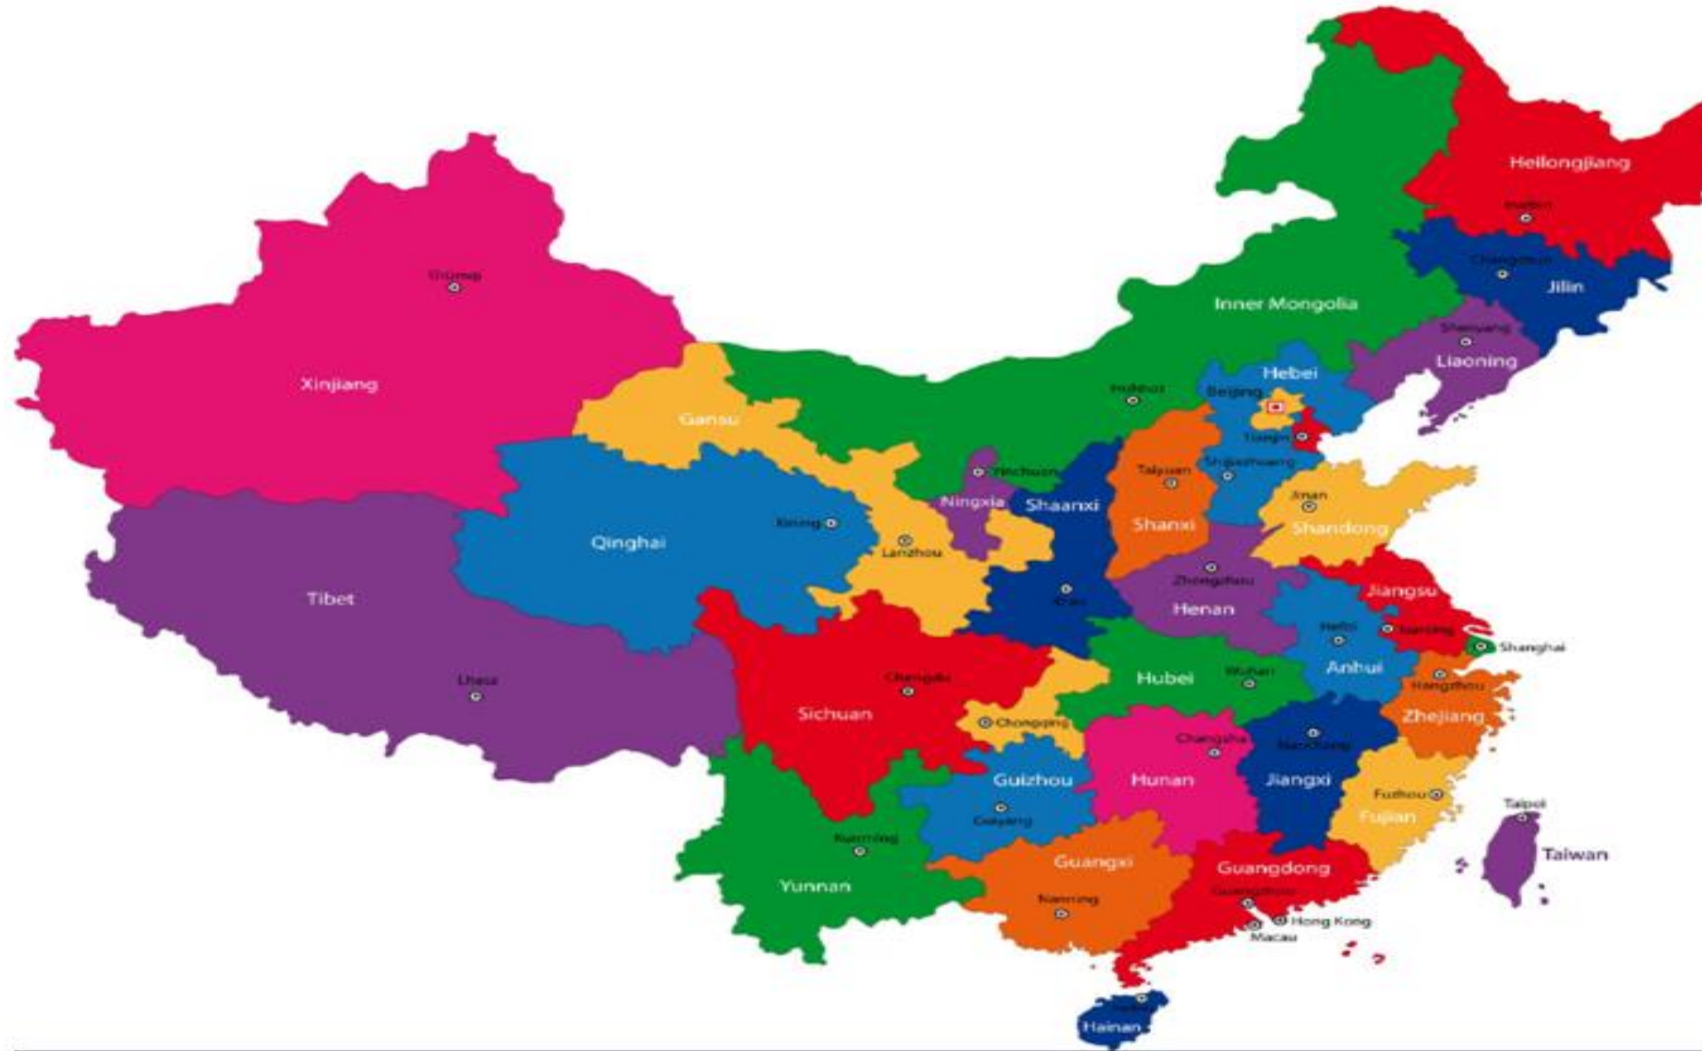 Heilongjiang
Harbin
Changchun
Jilin
Inner Mongolia
Shenyang
Liaoning
Ürümqi
Xinjiang
Hohhot
Hebei
Beijing
Gansu
Tianjin
Shijiazhuang
Taiyuan
Yinchuan
Ningxia
Shaanxi
Shanxi
Jinan
Shandong
Xining
Qinghai
Lanzhou
Zhengzhou
Henan
Jiangsu
Tibet
Xi'an
Hefei
Nanjing
Shanghai
Anhui
Lhasa
Chengdu
Hubei
Wuhan
Hangzhou
Zhejiang
Sichuan
Chongqing
Changsha
Nanchang
Guizhou
Hunan
Jiangxi
Guiyang
Fuzhou
Fujian
Taipei
Taiwan
Kunming
Yunnan
Guangxi
Guangdong
Guangzhou
Nanning
Hong Kong
Macau
Hainan